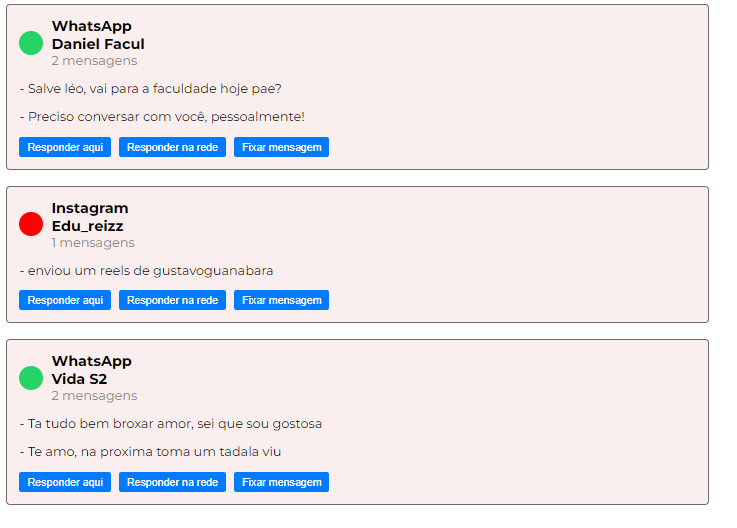 WhatsApp
Daniel Facul
2 mensagens
- Salve léo, vai para a faculdade hoje pae?
- Preciso conversar com você, pessoalmente!
Responder aqui Responder na rede Fixar mensagem
Instagram
Edu_reizz
1 mensagens
- enviou um reels de gustavoguanabara
Responder aqui Responder na rede Fixar mensagem
WhatsApp
Vida S2
2 mensagens
- Ta tudo bem broxar amor, sei que sou gostosa
- Te amo, na proxima toma um tadala viu
Responder aqui Responder na rede Fixar mensagem